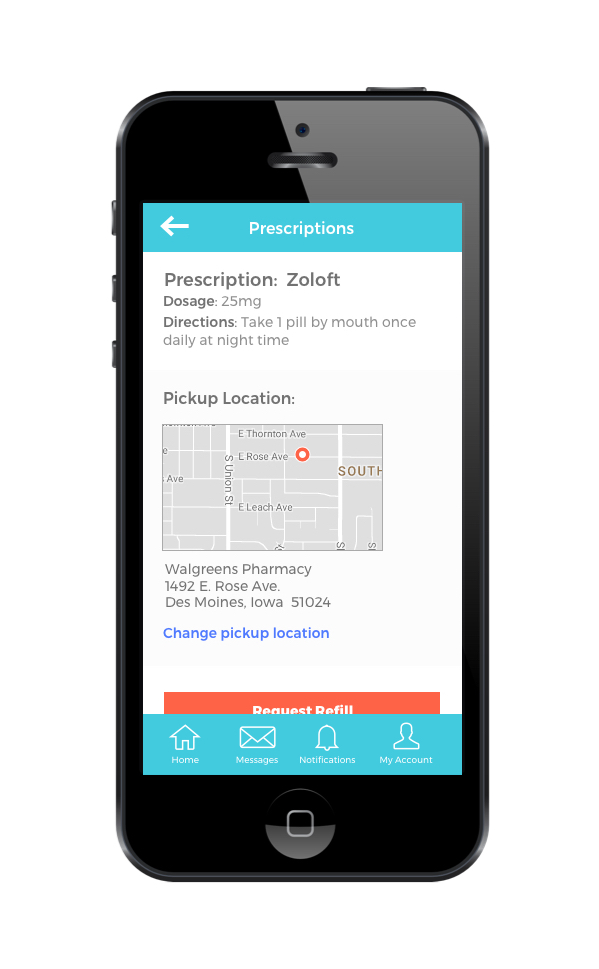 Prescriptions
Prescription:  Zoloft
Dosage: 25mg
Directions: Take 1 pill by mouth once
daily at night time
Pickup Location:
E Thornton Ave
E Rose Ave
SOUTH
s Ave
S Union St
E Leach Ave
Walgreens Pharmacy
1492 E. Rose Ave.
Des Moines, Iowa  51024
Change pickup location
Request Refill
Home
Messages
Notifications
My Account